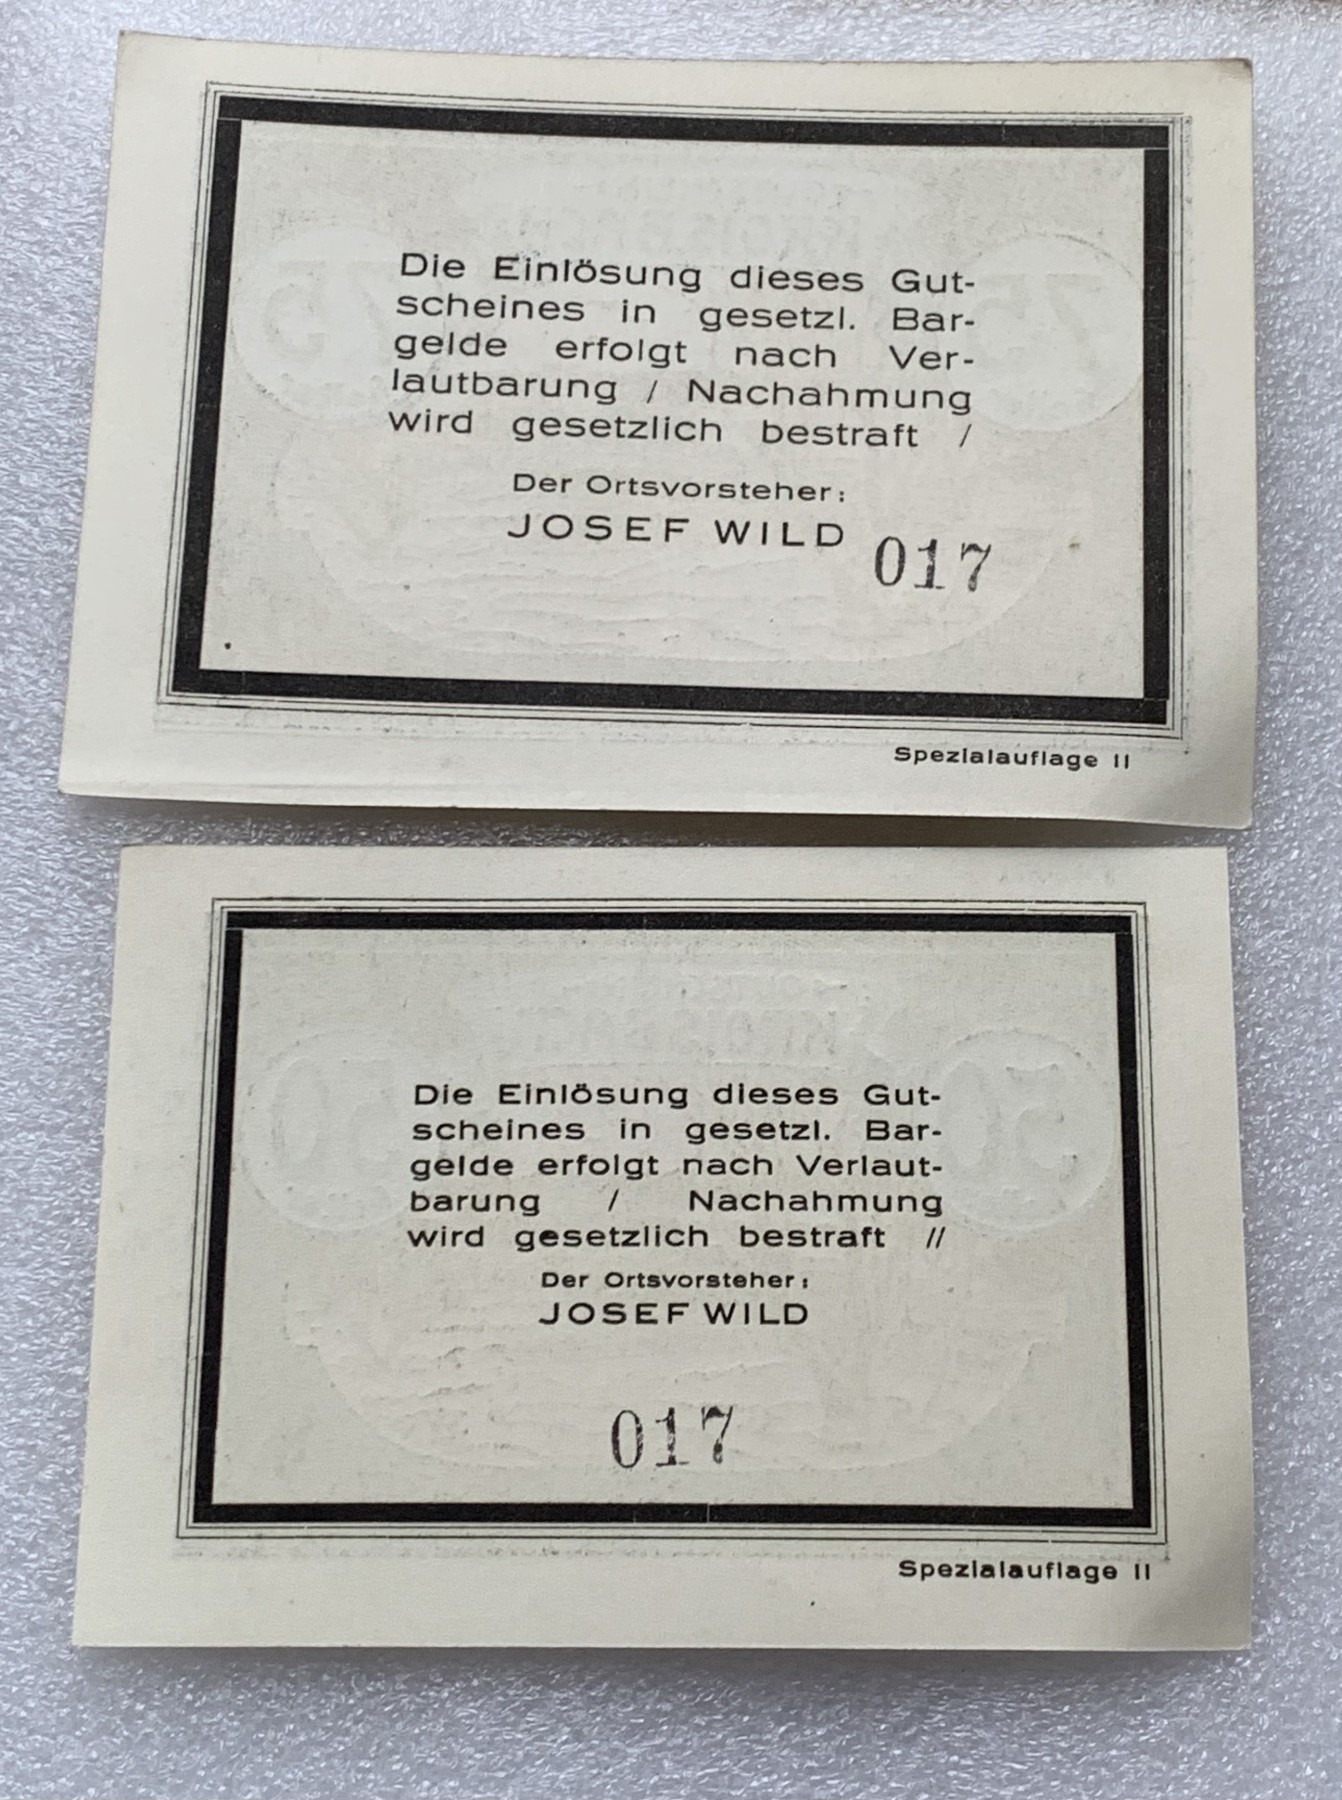 Die Einlösung dieses Gut-
scheines in gesetzl. Bar-
gelde erfolgt nach Ver-
lautbarung / Nachahmung
wird gesetzlich bestraft /
Der Ortsvorsteher:
JOSEF WILD
017
Spezialauflage II
Die Einlösung dieses Gut-
scheines in gesetzl. Bar-
gelde erfolgt nach Verlaut-
barung / Nachahmung
wird gesetzlich bestraft //
Der Ortsvorsteher:
JOSEF WILD
017
Spezialauflage II